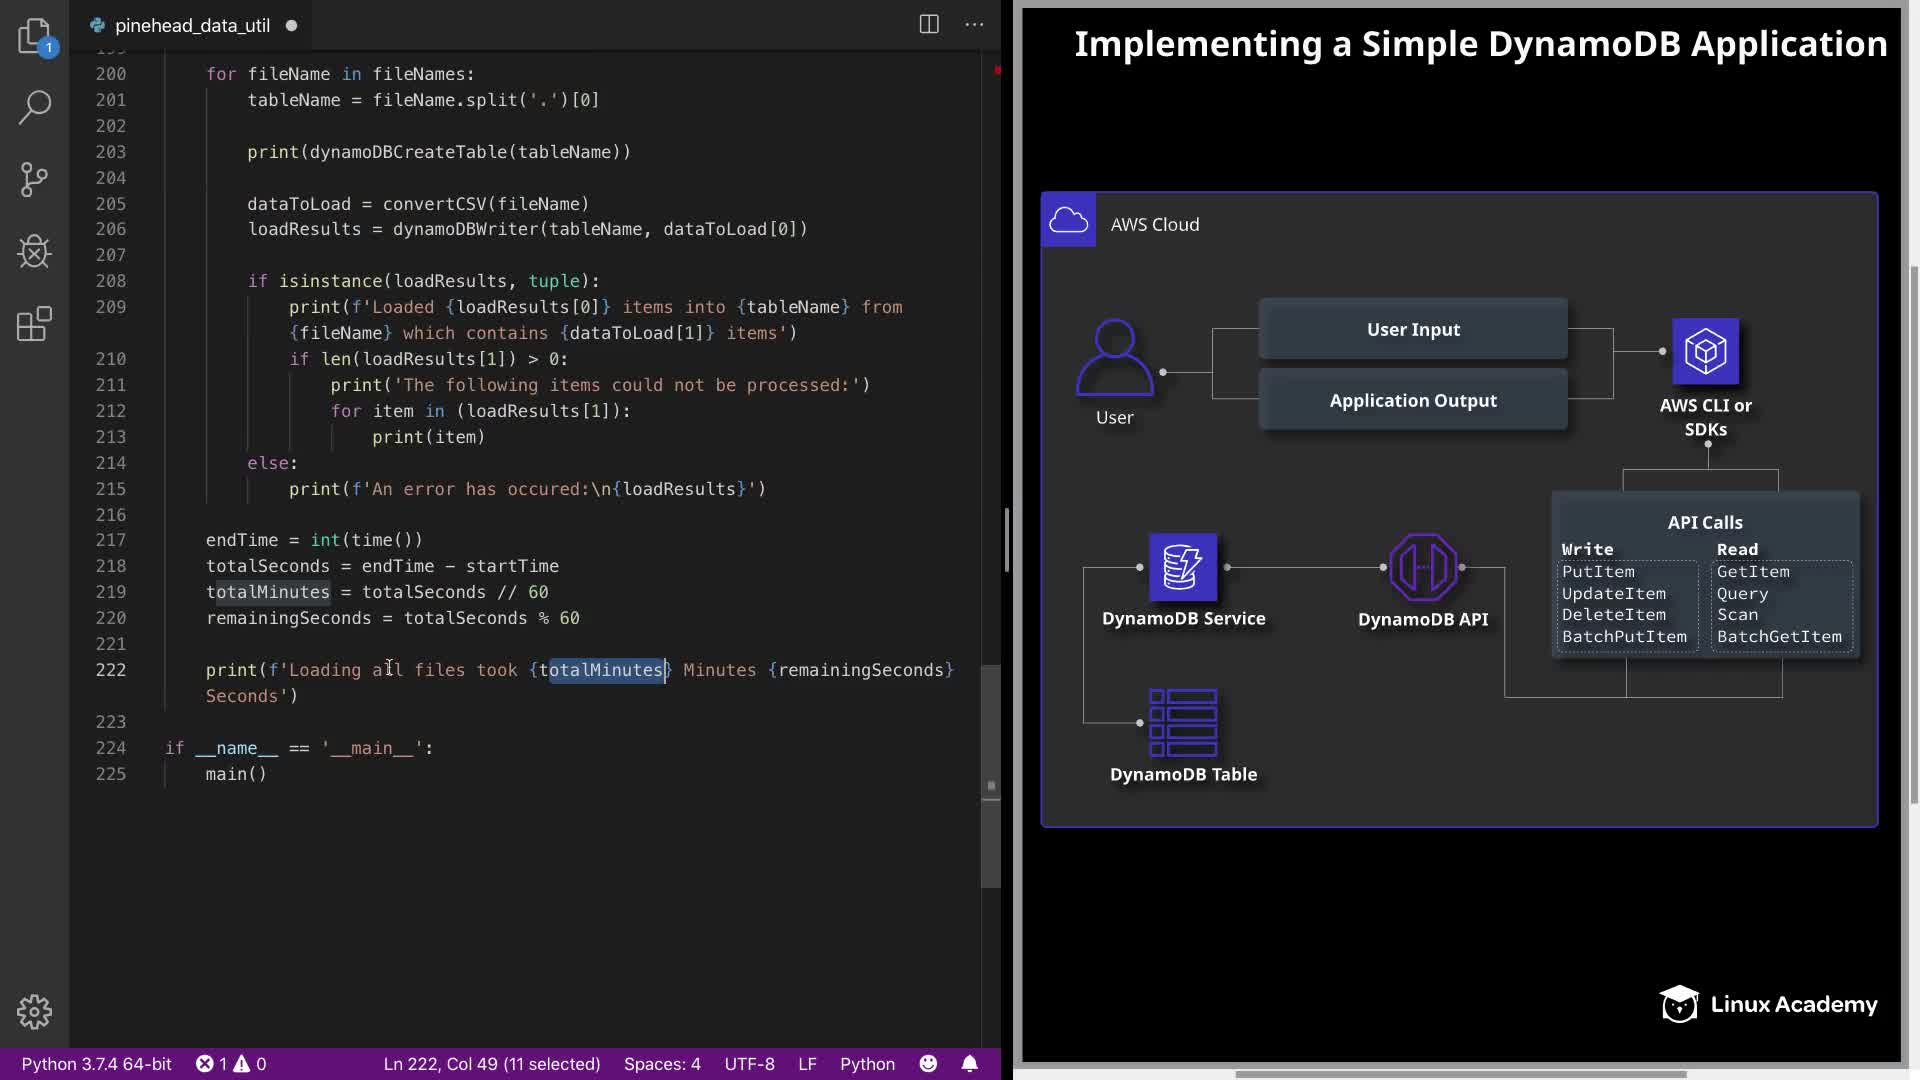 pinehead_data_util
1
200 for fileName in fileNames:
201 tableName = fileName.split('.')[0]
202
203 print(dynamoDBCreateTable(tableName))
204
205 dataToLoad = convertCSV(fileName)
206 loadResults = dynamoDBWriter(tableName, dataToLoad[0])
207
208 if isinstance(loadResults, tuple):
209 print(f'Loaded {loadResults[0]} items into {tableName} from
{fileName} which contains {dataToLoad[1]} items')
210 if len(loadResults[1]) > 0:
211 print('The following items could not be processed:')
212 for item in (loadResults[1]):
213 print(item)
214 else:
215 print(f'An error has occured:\n{loadResults}')
216
217 endTime = int(time())
218 totalSeconds = endTime - startTime
219 totalMinutes = totalSeconds // 60
220 remainingSeconds = totalSeconds % 60
221
222 print(f'Loading all files took {totalMinutes} Minutes {remainingSeconds}
Seconds')
223
224 if __name__ == '__main__':
225 main()
Python 3.7.4 64-bit 1 0 Ln 222, Col 49 (11 selected) Spaces: 4 UTF-8 LF Python
Implementing a Simple DynamoDB Application
AWS Cloud
User Input
Application Output
User
AWS CLI or
SDKs
API Calls
Write Read
PutItem GetItem
UpdateItem Query
DeleteItem Scan
BatchPutItem BatchGetItem
DynamoDB Service
DynamoDB API
DynamoDB Table
Linux Academy